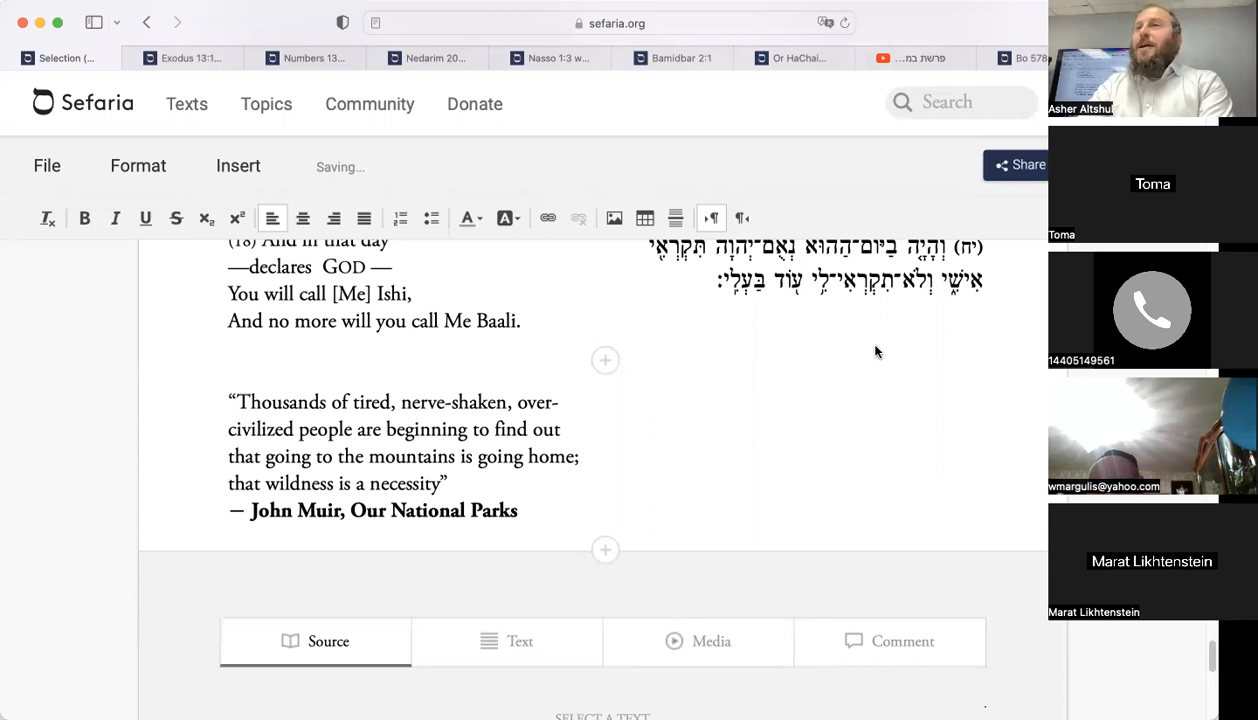 sefaria.org
Selection (...
Exodus 13:1...
Numbers 13...
Nedarim 20...
Nasso 1:3 w...
Bamidbar 2:1
Or HaChai...
פרשת במ...
Bo 578
Sefaria
Texts
Topics
Community
Donate
Search
File
Format
Insert
Saving...
Share
(18) And in that day
—declares GOD —
You will call [Me] Ishi,
And no more will you call Me Baali.
(יח) וְהָיָ֤ה בַיּוֹם־הַהוּא֙ נְאֻם־יְהֹוָ֔ה תִּקְרְאִ֖י
אִישִׁ֑י וְלֹא־תִקְרְאִי־לִ֥י ע֖וֹד בַּעְלִֽי׃
“Thousands of tired, nerve-shaken, over-
civilized people are beginning to find out
that going to the mountains is going home;
that wildness is a necessity”
— John Muir, Our National Parks
Source
Text
Media
Comment
SELECT A TEXT
Asher Altshul
Toma
Toma
14405149561
wmargulis@yahoo.com
Marat Likhtenstein
Marat Likhtenstein